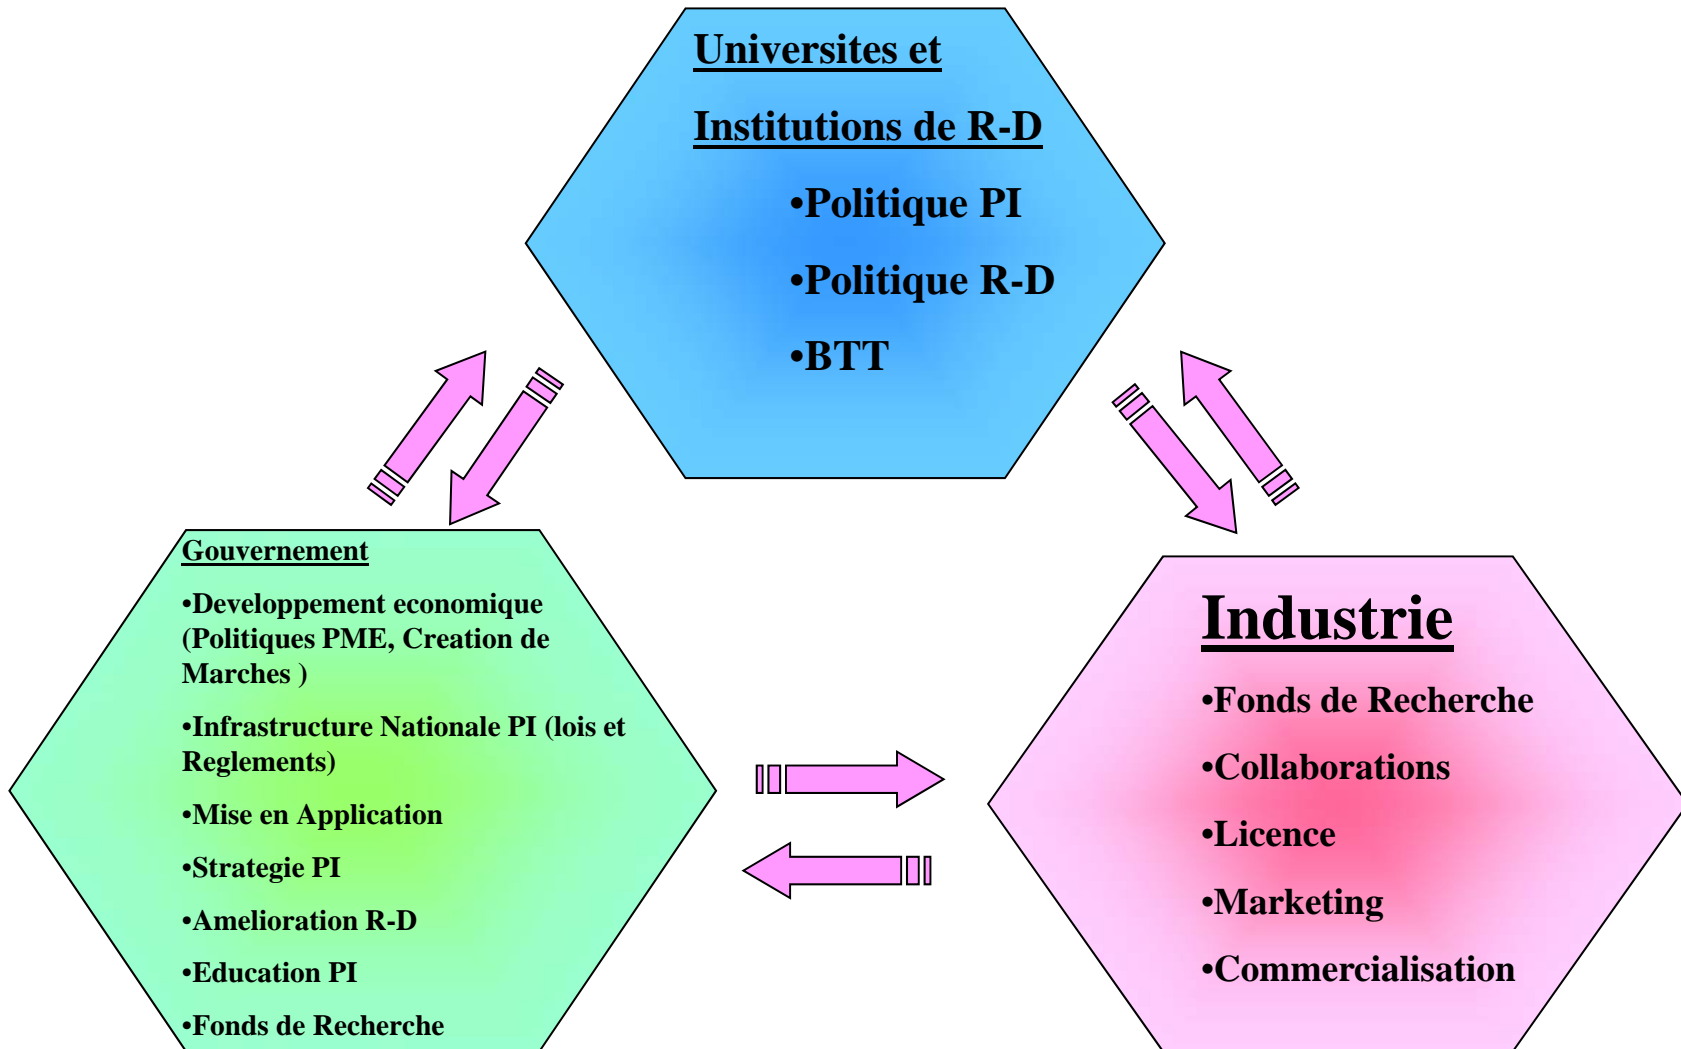 Universites et
Institutions de R-D
•Politique PI
•Politique R-D
•BTT
Gouvernement
•Developpement economique
(Politiques PME, Creation de
Marches )
•Infrastructure Nationale PI (lois et
Reglements)
•Mise en Application
•Strategie PI
•Amelioration R-D
•Education PI
•Fonds de Recherche
Industrie
•Fonds de Recherche
•Collaborations
•Licence
•Marketing
•Commercialisation